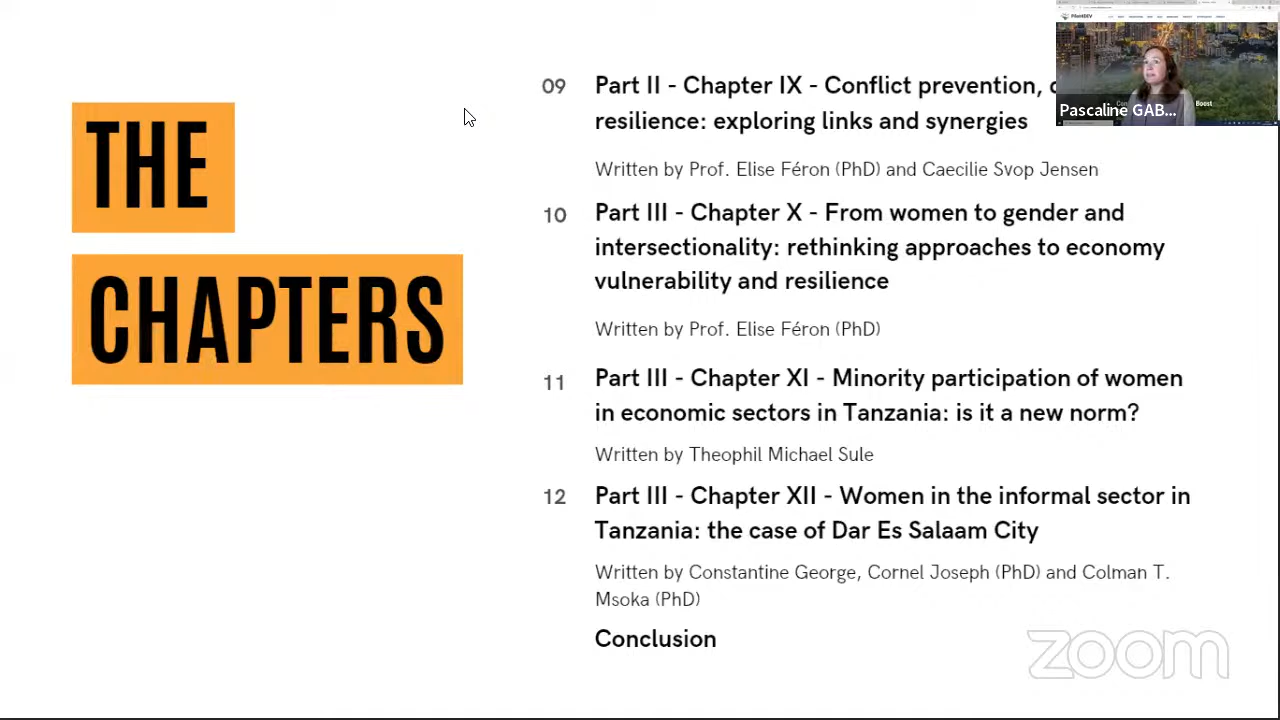 THE
CHAPTERS
09
Part II - Chapter IX - Conflict prevention,
resilience: exploring links and synergies
Written by Prof. Elise Féron (PhD) and Caecilie Svop Jensen
10
Part III - Chapter X - From women to gender and
intersectionality: rethinking approaches to economy
vulnerability and resilience
Written by Prof. Elise Féron (PhD)
11
Part III - Chapter XI - Minority participation of women
in economic sectors in Tanzania: is it a new norm?
Written by Theophil Michael Sule
12
Part III - Chapter XII - Women in the informal sector in
Tanzania: the case of Dar Es Salaam City
Written by Constantine George, Cornel Joseph (PhD) and Colman T.
Msoka (PhD)
Conclusion
Boost
Pascaline GAB...
zoom